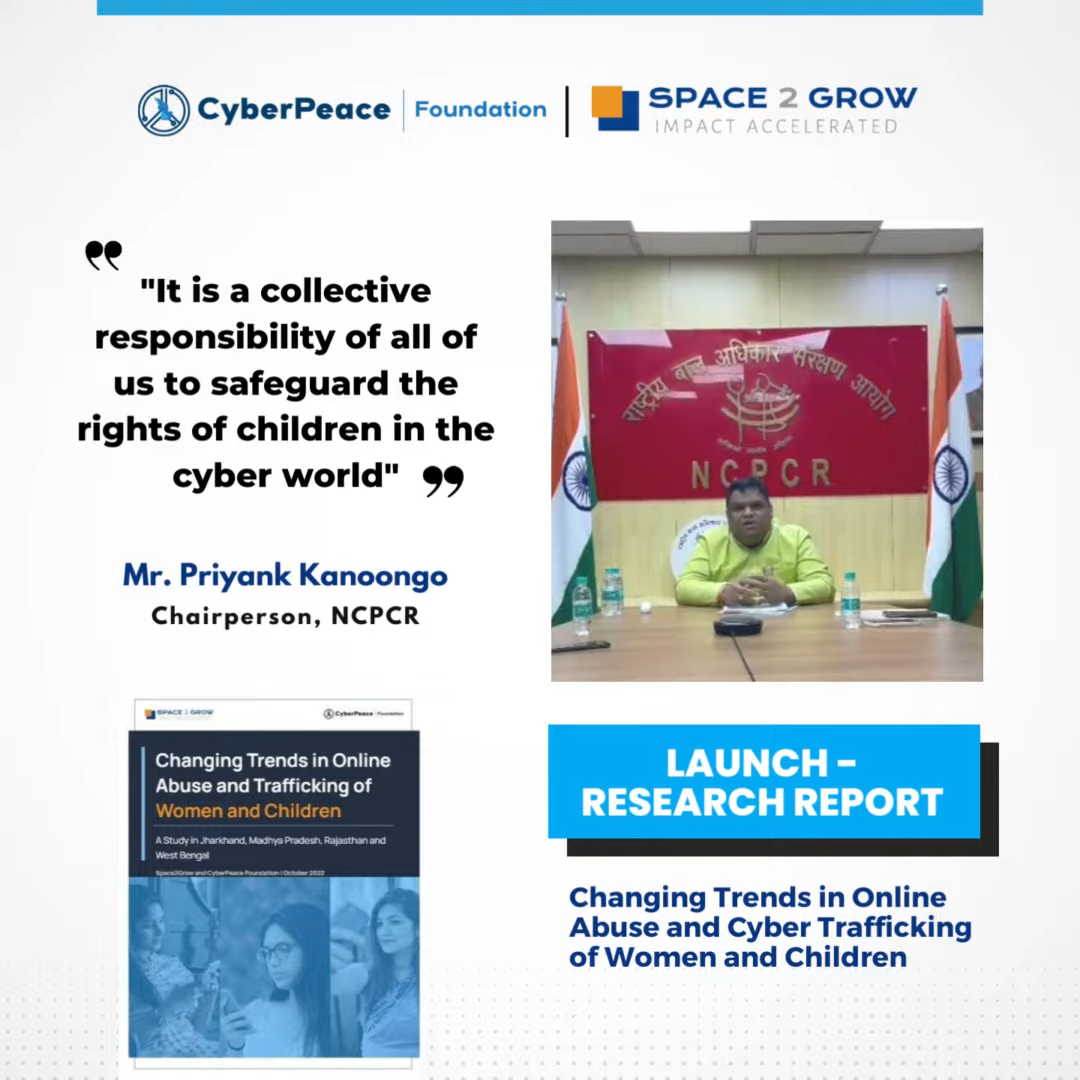 CyberPeace Foundation
SPACE 2 GROW
IMPACT ACCELERATED
"It is a collective
responsibility of all of
us to safeguard the
rights of children in the
cyber world"
Mr. Priyank Kanoongo
Chairperson, NCPCR
राष्ट्रीय बाल अधिकार संरक्षण आयोग
NCPCR
SPACE 2 GROW
CyberPeace Foundation
Changing Trends in Online
Abuse and Trafficking of
Women and Children
A Study in Jharkhand, Madhya Pradesh, Rajasthan and
West Bengal
Space2Grow and CyberPeace Foundation | October 2022
LAUNCH –
RESEARCH REPORT
Changing Trends in Online
Abuse and Cyber Trafficking
of Women and Children